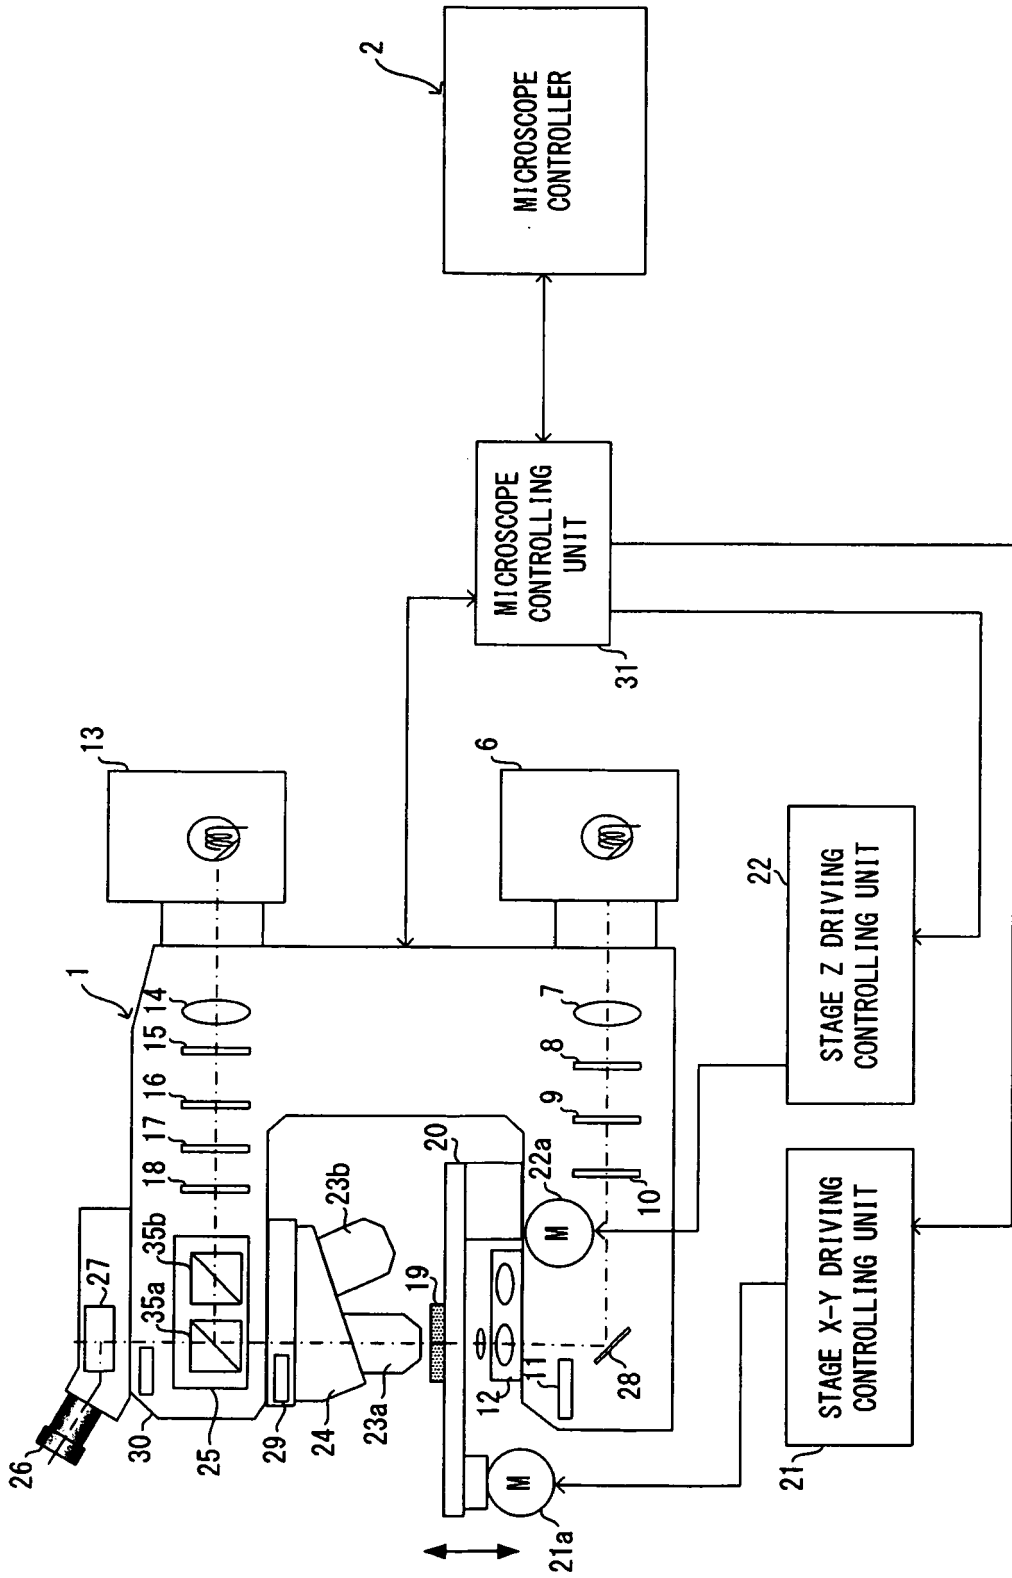 2
MICROSCOPE
CONTROLLER
MICROSCOPE
CONTROLLING
UNIT
31
13
6
1
14
15
16
17
18
7
8
9
10
22
STAGE Z DRIVING
CONTROLLING UNIT
20
22a
M
23b
35b
35a
27
19
26
30
25
29
24
23a
12
11
28
M
21a
STAGE X-Y DRIVING
CONTROLLING UNIT
21